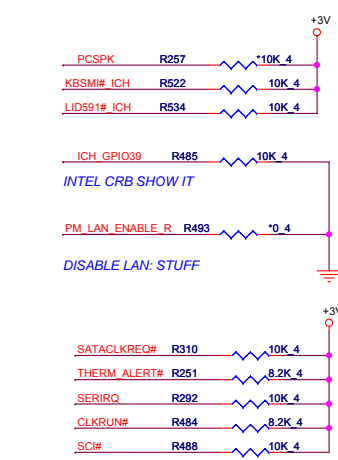 +3V
PCSPK R257 *10K_4
KBSMI#_ICH R522 10K_4
LID591#_ICH R534 10K_4
ICH_GPIO39 R485 10K_4
INTEL CRB SHOW IT
PM_LAN_ENABLE_R R493 *0_4
DISABLE LAN: STUFF
+3V
SATACLKREQ# R310 10K_4
THERM_ALERT# R251 8.2K_4
SERIRQ R292 10K_4
CLKRUN# R484 8.2K_4
SCI# R488 10K_4